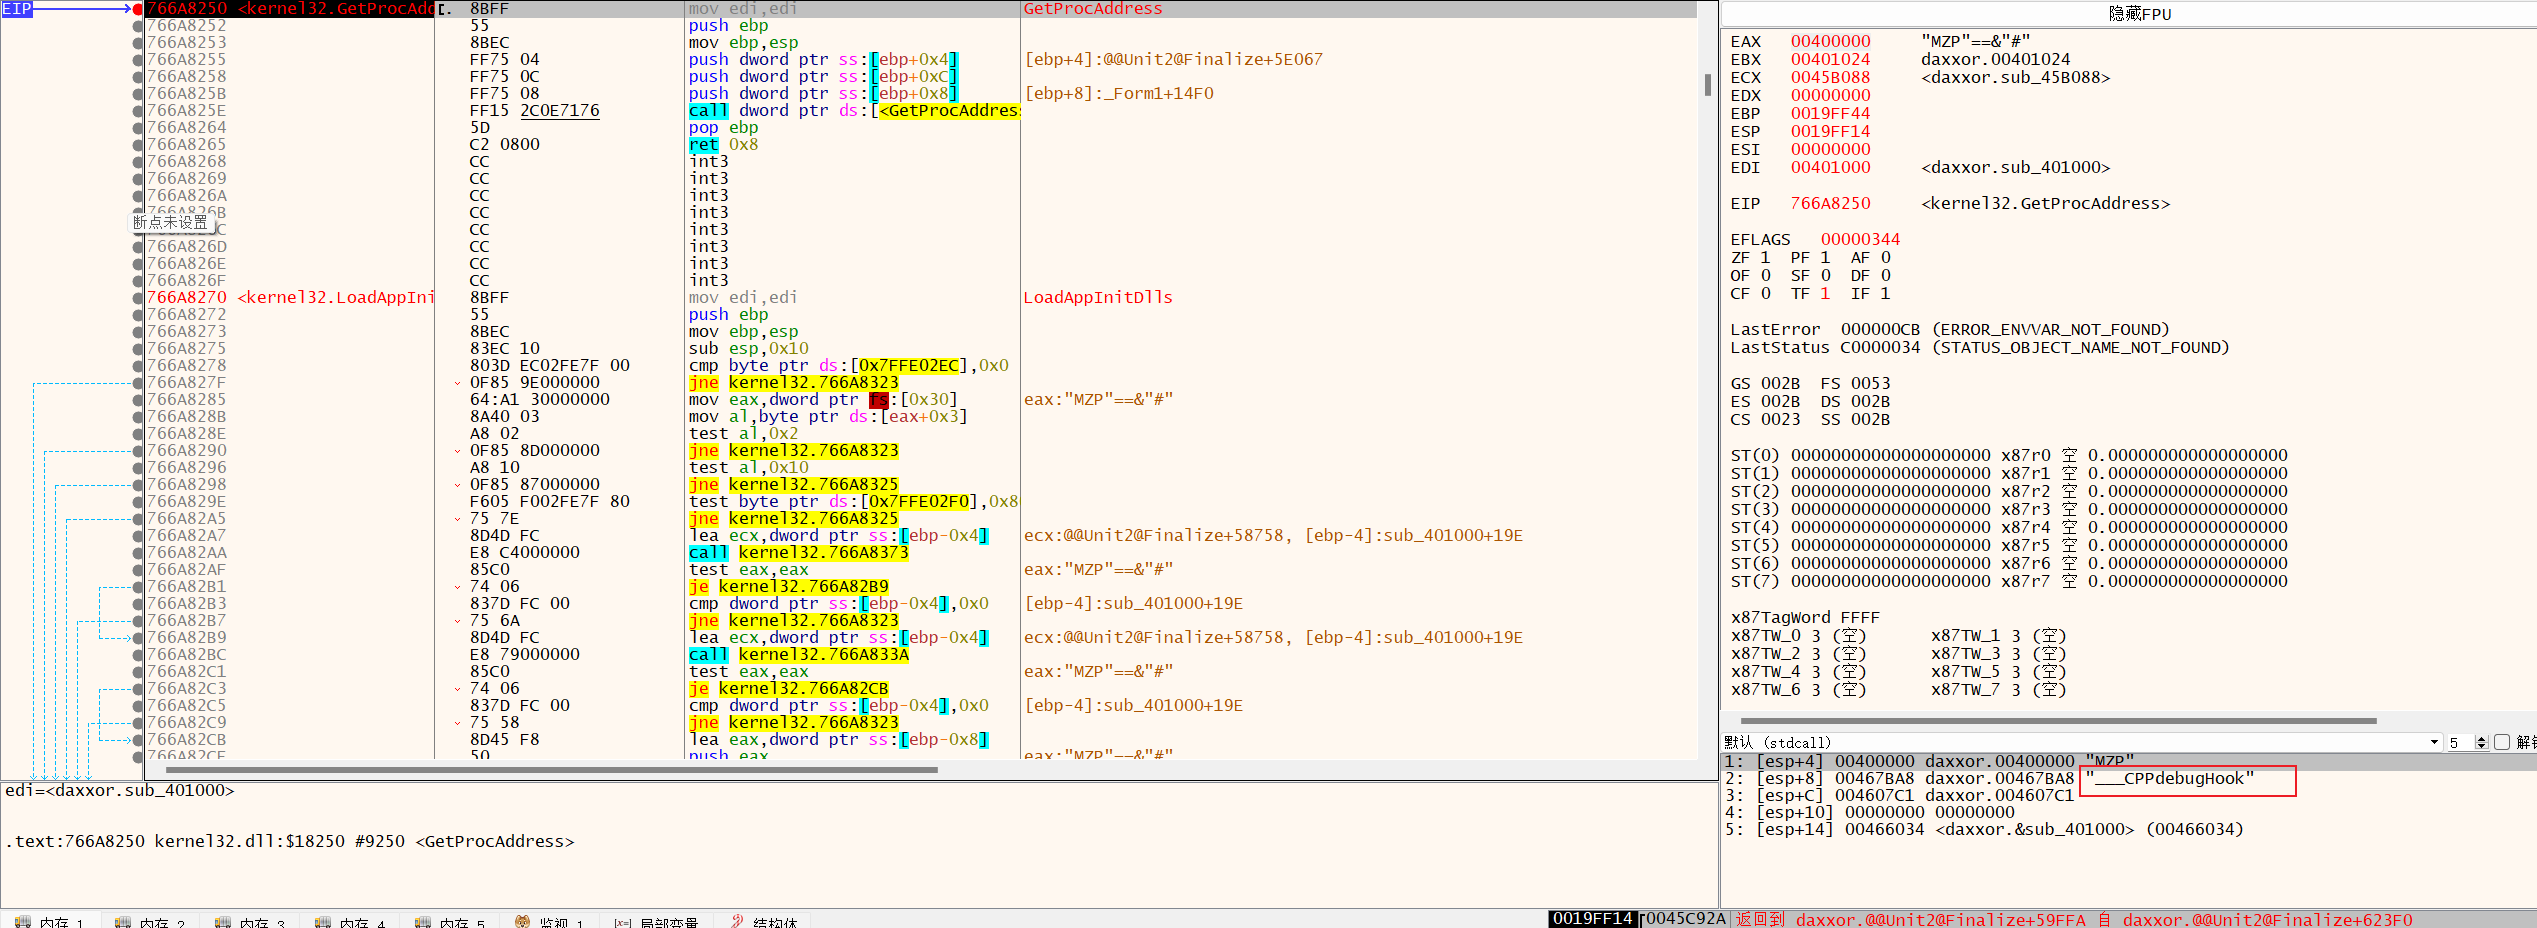 EIP 766A8250 <kernel32.GetProcAdd 8BFF mov edi,edi GetProcAddress
766A8252 55 push ebp
766A8253 8BEC mov ebp,esp
766A8255 FF75 04 push dword ptr ss:[ebp+0x4] [ebp+4]:@@Unit2@Finalize+5E067
766A8258 FF75 0C push dword ptr ss:[ebp+0xC]
766A825B FF75 08 push dword ptr ss:[ebp+0x8] [ebp+8]:_Form1+14F0
766A825E FF15 2C0E7176 call dword ptr ds:[<GetProcAddres
766A8264 5D pop ebp
766A8265 C2 0800 ret 0x8
766A8268 CC int3
766A8269 CC int3
766A826A CC int3
766A826B CC int3
断点未设置
CC int3
766A826D CC int3
766A826E CC int3
766A826F CC int3
766A8270 <kernel32.LoadAppIni 8BFF mov edi,edi LoadAppInitDlls
766A8272 55 push ebp
766A8273 8BEC mov ebp,esp
766A8275 83EC 10 sub esp,0x10
766A8278 803D EC02FE7F 00 cmp byte ptr ds:[0x7FFE02EC],0x0
766A827F 0F85 9E000000 jne kernel32.766A8323
766A8285 64:A1 30000000 mov eax,dword ptr fs:[0x30] eax:"MZP"==&"#"
766A828B 8A40 03 mov al,byte ptr ds:[eax+0x3]
766A828E A8 02 test al,0x2
766A8290 0F85 8D000000 jne kernel32.766A8323
766A8296 A8 10 test al,0x10
766A8298 0F85 87000000 jne kernel32.766A8325
766A829E F605 F002FE7F 80 test byte ptr ds:[0x7FFE02F0],0x8
766A82A5 75 7E jne kernel32.766A8325
766A82A7 8D4D FC lea ecx,dword ptr ss:[ebp-0x4] ecx:@@Unit2@Finalize+58758, [ebp-4]:sub_401000+19E
766A82AA E8 C4000000 call kernel32.766A8373
766A82AF 85C0 test eax,eax eax:"MZP"==&"#"
766A82B1 74 06 je kernel32.766A82B9
766A82B3 837D FC 00 cmp dword ptr ss:[ebp-0x4],0x0 [ebp-4]:sub_401000+19E
766A82B7 75 6A jne kernel32.766A8323
766A82B9 8D4D FC lea ecx,dword ptr ss:[ebp-0x4] ecx:@@Unit2@Finalize+58758, [ebp-4]:sub_401000+19E
766A82BC E8 79000000 call kernel32.766A833A
766A82C1 85C0 test eax,eax eax:"MZP"==&"#"
766A82C3 74 06 je kernel32.766A82CB
766A82C5 837D FC 00 cmp dword ptr ss:[ebp-0x4],0x0 [ebp-4]:sub_401000+19E
766A82C9 75 58 jne kernel32.766A8323
766A82CB 8D45 F8 lea eax,dword ptr ss:[ebp-0x8]
766A82CE 50 push eax eax:"MZP"==&"#"
edi=<daxxor.sub_401000>
.text:766A8250 kernel32.dll:$18250 #9250 <GetProcAddress>
内存 1 内存 2 内存 3 内存 4 内存 5 监视 1 局部变量 结构体
隐藏FPU
EAX 00400000 "MZP"==&"#"
EBX 00401024 daxxor.00401024
ECX 0045B088 <daxxor.sub_45B088>
EDX 00000000
EBP 0019FF44
ESP 0019FF14
ESI 00000000
EDI 00401000 <daxxor.sub_401000>
EIP 766A8250 <kernel32.GetProcAddress>
EFLAGS 00000344
ZF 1 PF 1 AF 0
OF 0 SF 0 DF 0
CF 0 TF 1 IF 1
LastError 000000CB (ERROR_ENVVAR_NOT_FOUND)
LastStatus C0000034 (STATUS_OBJECT_NAME_NOT_FOUND)
GS 002B FS 0053
ES 002B DS 002B
CS 0023 SS 002B
ST(0) 00000000000000000000 x87r0 空 0.000000000000000000
ST(1) 00000000000000000000 x87r1 空 0.000000000000000000
ST(2) 00000000000000000000 x87r2 空 0.000000000000000000
ST(3) 00000000000000000000 x87r3 空 0.000000000000000000
ST(4) 00000000000000000000 x87r4 空 0.000000000000000000
ST(5) 00000000000000000000 x87r5 空 0.000000000000000000
ST(6) 00000000000000000000 x87r6 空 0.000000000000000000
ST(7) 00000000000000000000 x87r7 空 0.000000000000000000
x87TagWord FFFF
x87TW_0 3 (空) x87TW_1 3 (空)
x87TW_2 3 (空) x87TW_3 3 (空)
x87TW_4 3 (空) x87TW_5 3 (空)
x87TW_6 3 (空) x87TW_7 3 (空)
默认 (stdcall) 5
1: [esp+4] 00400000 daxxor.00400000 "MZP"
2: [esp+8] 00467BA8 daxxor.00467BA8 "___CPPdebugHook"
3: [esp+C] 004607C1 daxxor.004607C1
4: [esp+10] 00000000 00000000
5: [esp+14] 00466034 <daxxor.&sub_401000> (00466034)
0019FF14 0045C92A 返回到 daxxor.@@Unit2@Finalize+59FFA 自 daxxor.@@Unit2@Finalize+623F0